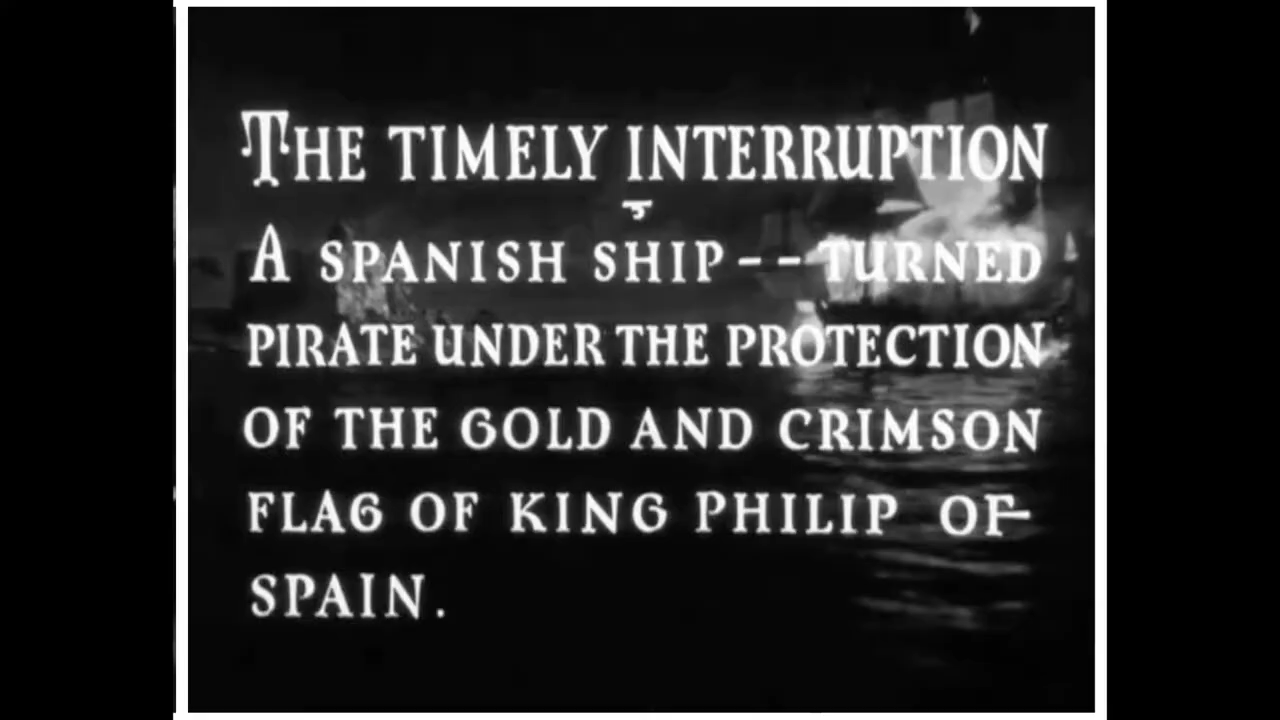 THE TIMELY INTERRUPTION
A SPANISH SHIP -- TURNED
PIRATE UNDER THE PROTECTION
OF THE GOLD AND CRIMSON
FLAG OF KING PHILIP OF
SPAIN.